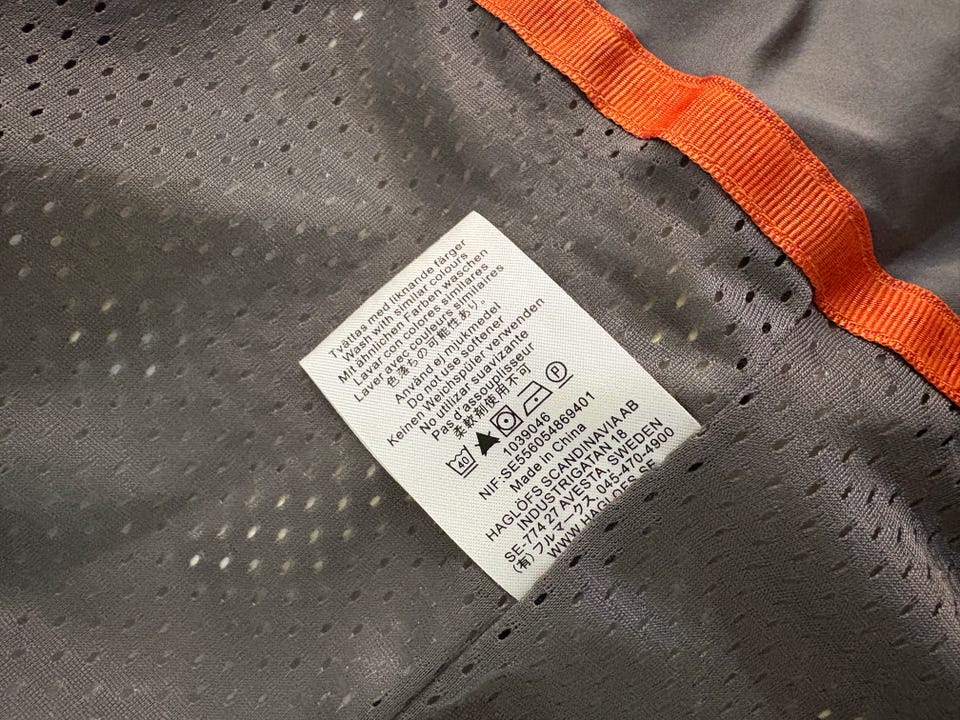 Tvättas med liknande färger
Wash with similar colours
Mit ähnlichen Farben waschen
Lavar con colores similares
Laver avec couleurs similaires
色落ちの可能性あり。
Använd ej mjukmedel
Do not use softener
Keinen Weichspüler verwenden
No utilizar suavizante
Pas d'assouplisseur
柔軟剤使用不可
40 P
1039046
NIF:SE556054869401
Made in China
HAGLÖFS SCANDINAVIA AB
INDUSTRIGATAN 18
SE-774 27 AVESTA, SWEDEN
(有)フルマークス 045-470-4900
WWW.HAGLOFS.SE